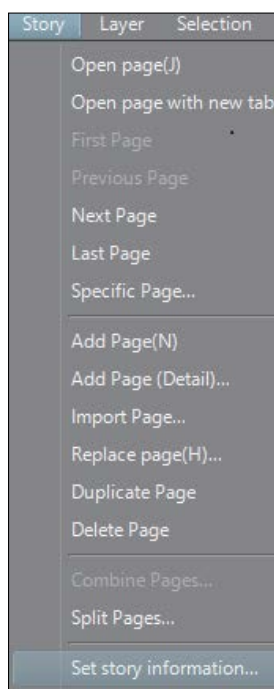 Story Layer Selection
Open page(J)
Open page with new tab
First Page
Previous Page
Next Page
Last Page
Specific Page...
Add Page(N)
Add Page (Detail)...
Import Page...
Replace page(H)...
Duplicate Page
Delete Page
Combine Pages...
Split Pages...
Set story information...